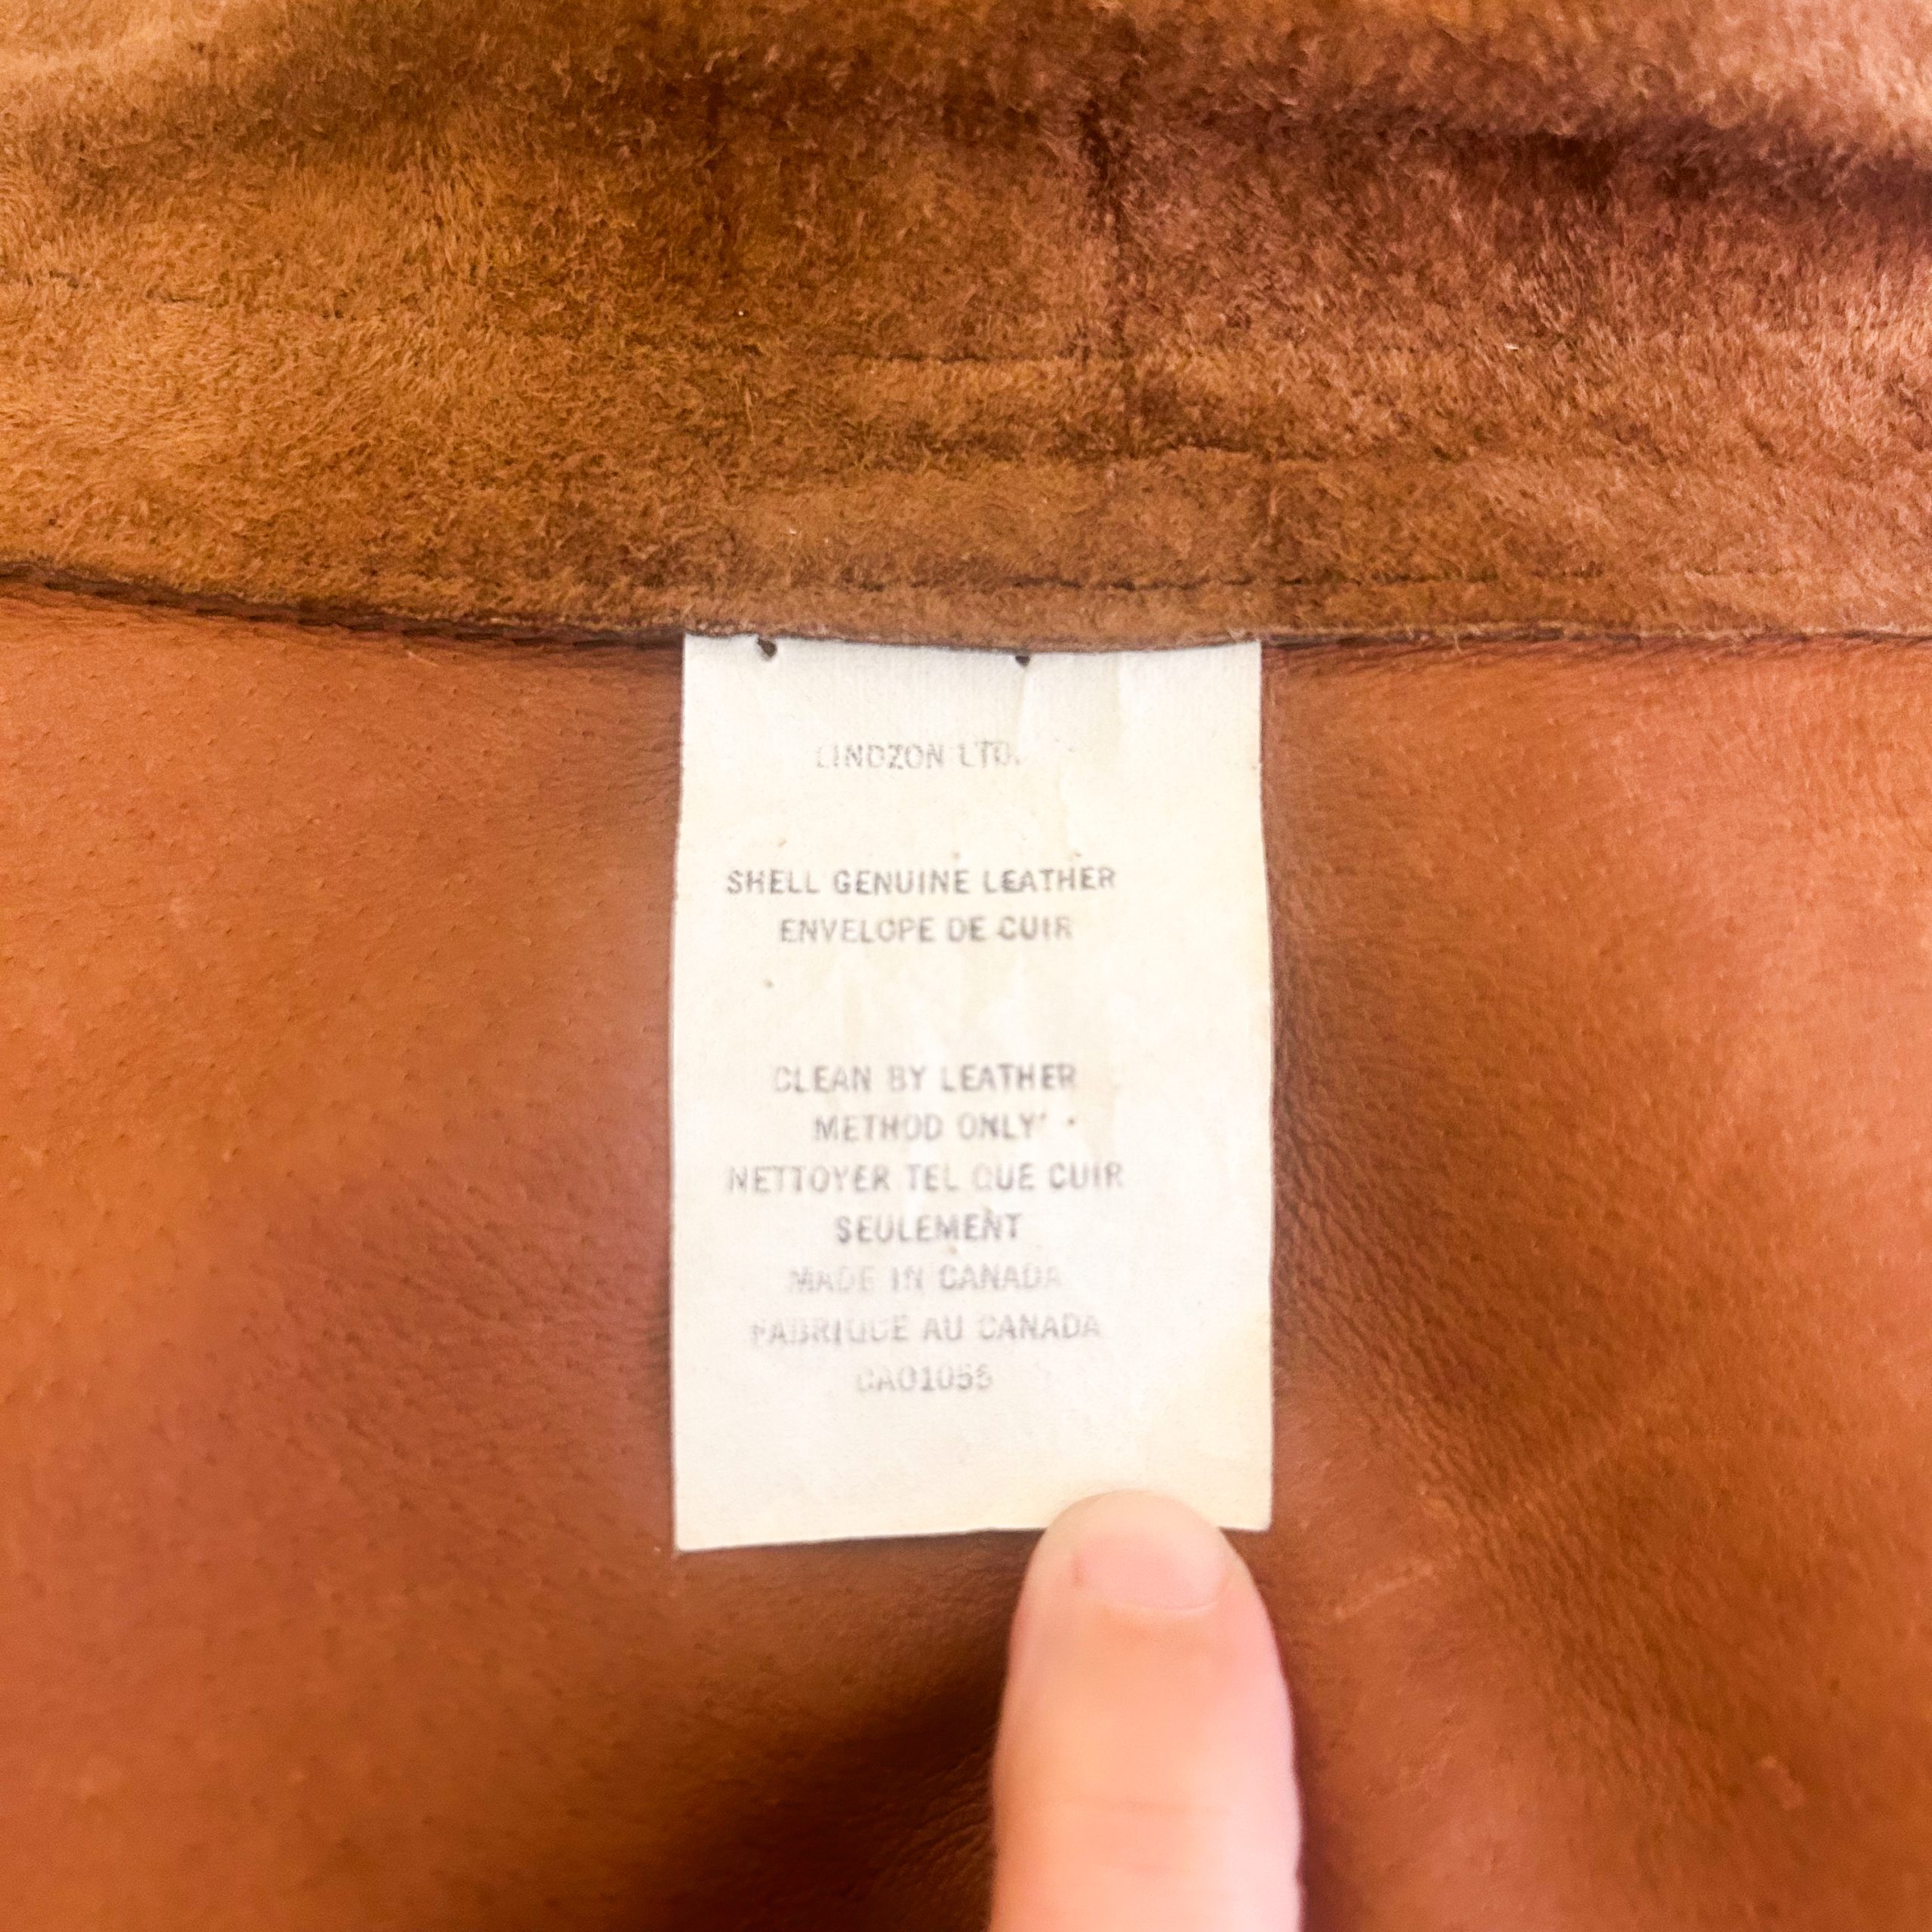 LINDZON LTD.
SHELL GENUINE LEATHER
ENVELOPE DE CUIR
CLEAN BY LEATHER
METHOD ONLY
NETTOYER TEL QUE CUIR
SEULEMENT
MADE IN CANADA
FABRIQUE AU CANADA